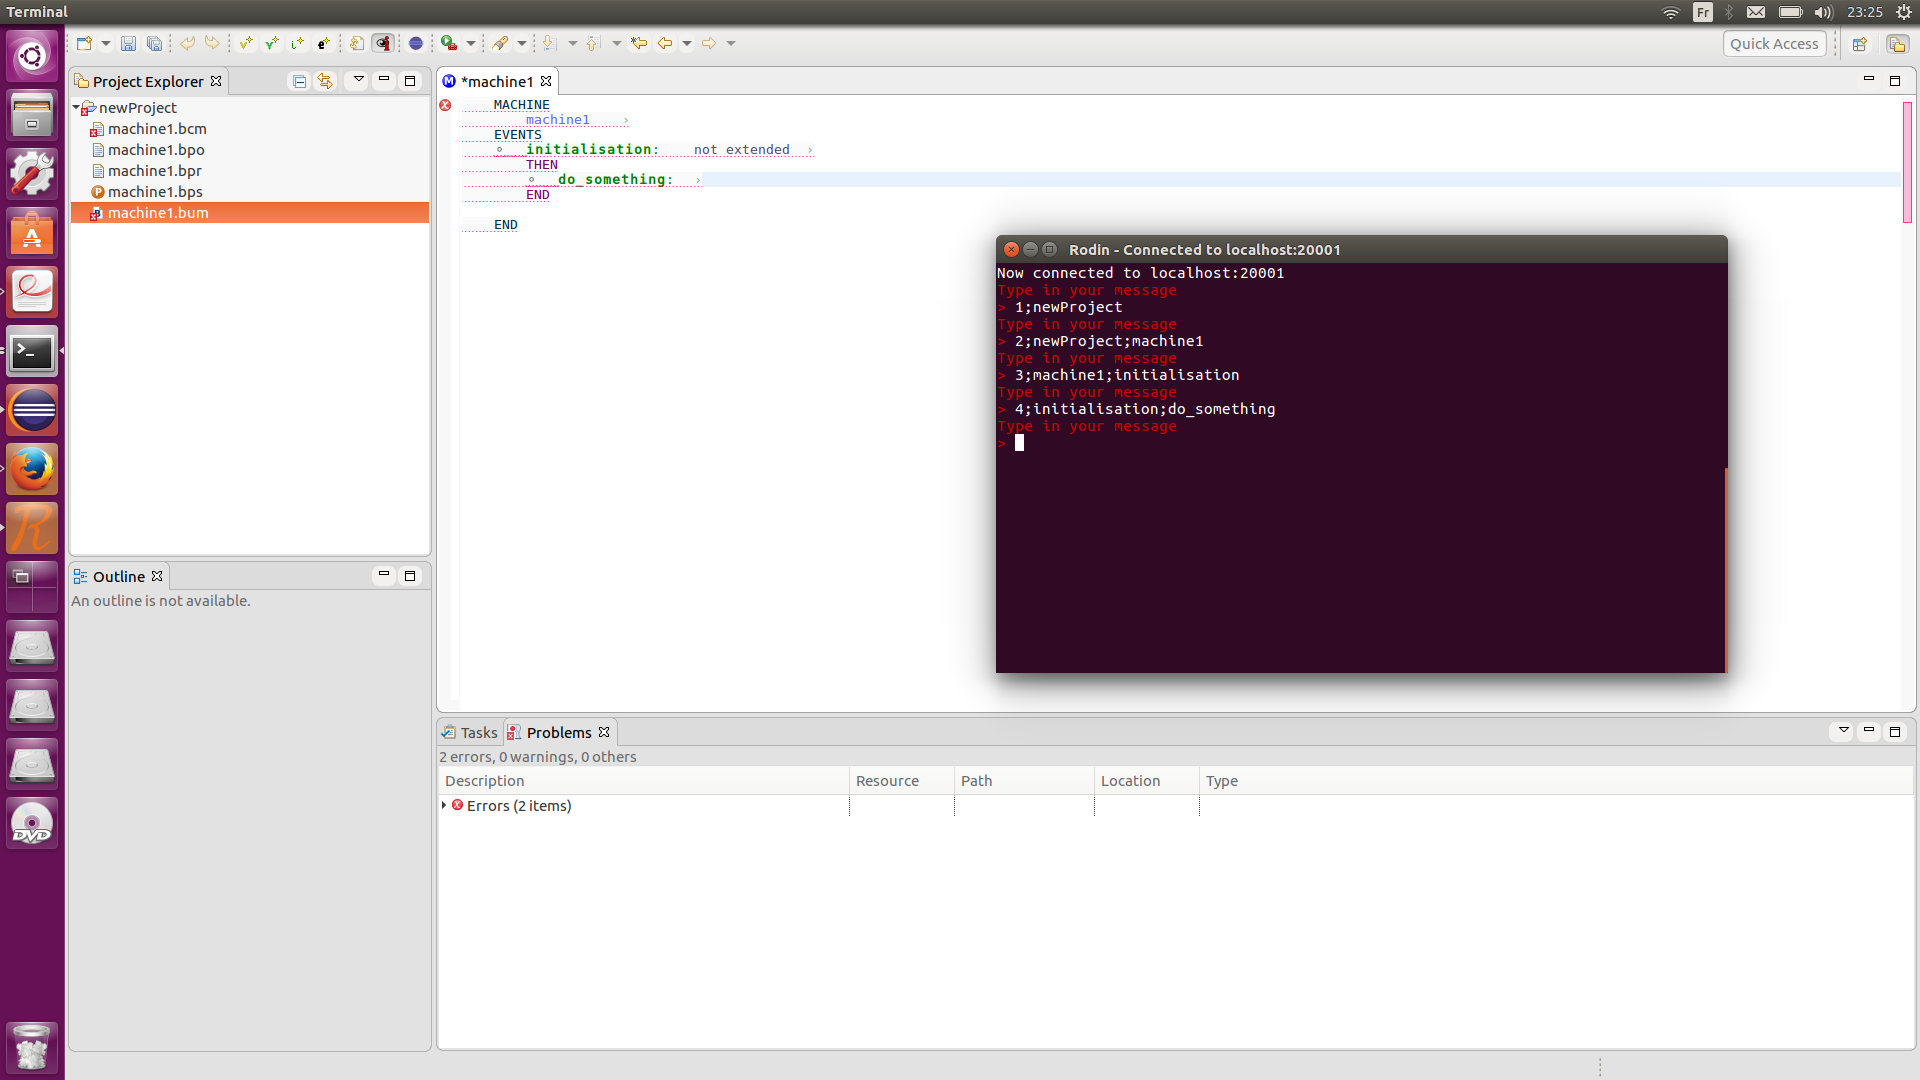 Terminal
Fr
23:25
Quick Access
Project Explorer
newProject
machine1.bcm
machine1.bpo
machine1.bpr
machine1.bps
machine1.bum
Outline
An outline is not available.
*machine1
MACHINE
machine1
EVENTS
initialisation: not extended
THEN
do_something:
END
END
Rodin - Connected to localhost:20001
Now connected to localhost:20001
Type in your message
> 1;newProject
Type in your message
> 2;newProject;machine1
Type in your message
> 3;machine1;initialisation
Type in your message
> 4;initialisation;do_something
Type in your message
>
Tasks Problems
2 errors, 0 warnings, 0 others
Description Resource Path Location Type
Errors (2 items)
DVD